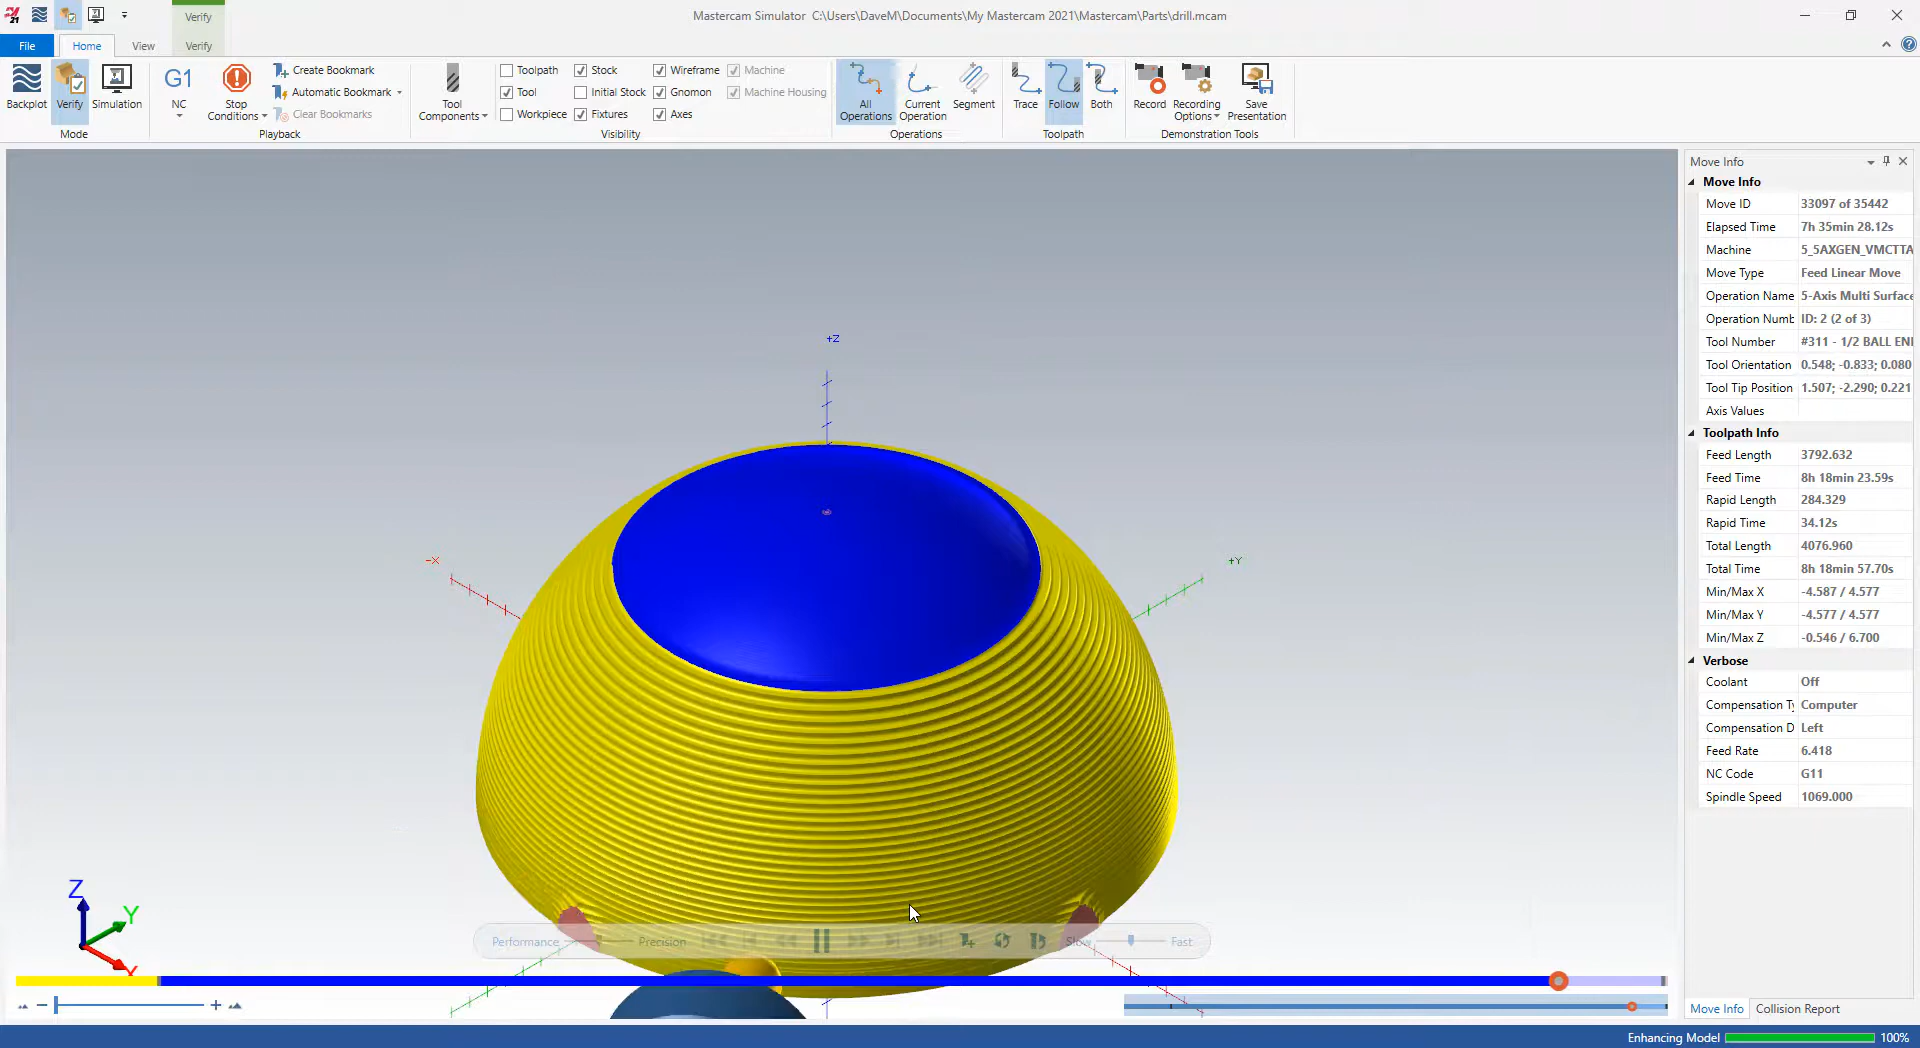 Verify
Mastercam Simulator C:\Users\DaveM\Documents\My Mastercam 2021\Mastercam\Parts\drill.mcam
File
Home
View
Verify
Backplot
Verify
Simulation
Mode
G1
NC
Stop
Conditions
Create Bookmark
Automatic Bookmark
Clear Bookmarks
Playback
Tool
Components
Toolpath
Tool
Workpiece
Stock
Initial Stock
Fixtures
Wireframe
Gnomon
Axes
Machine
Machine Housing
Visibility
All
Operations
Current
Operation
Segment
Operations
Trace
Follow
Both
Toolpath
Record
Recording
Options
Save
Presentation
Demonstration Tools
+Z
-X
+Y
Z
Y
X
Performance
Precision
Slow
Fast
Move Info
Move Info
Move ID 33097 of 35442
Elapsed Time 7h 35min 28.12s
Machine 5_5AXGEN_VMCTTA
Move Type Feed Linear Move
Operation Name 5-Axis Multi Surface
Operation Numb ID: 2 (2 of 3)
Tool Number #311 - 1/2 BALL EN
Tool Orientation 0.548; -0.833; 0.080
Tool Tip Position 1.507; -2.290; 0.221
Axis Values
Toolpath Info
Feed Length 3792.632
Feed Time 8h 18min 23.59s
Rapid Length 284.329
Rapid Time 34.12s
Total Length 4076.960
Total Time 8h 18min 57.70s
Min/Max X -4.587 / 4.577
Min/Max Y -4.577 / 4.577
Min/Max Z -0.546 / 6.700
Verbose
Coolant Off
Compensation Ty Computer
Compensation D Left
Feed Rate 6.418
NC Code G11
Spindle Speed 1069.000
Move Info
Collision Report
Enhancing Model
100%